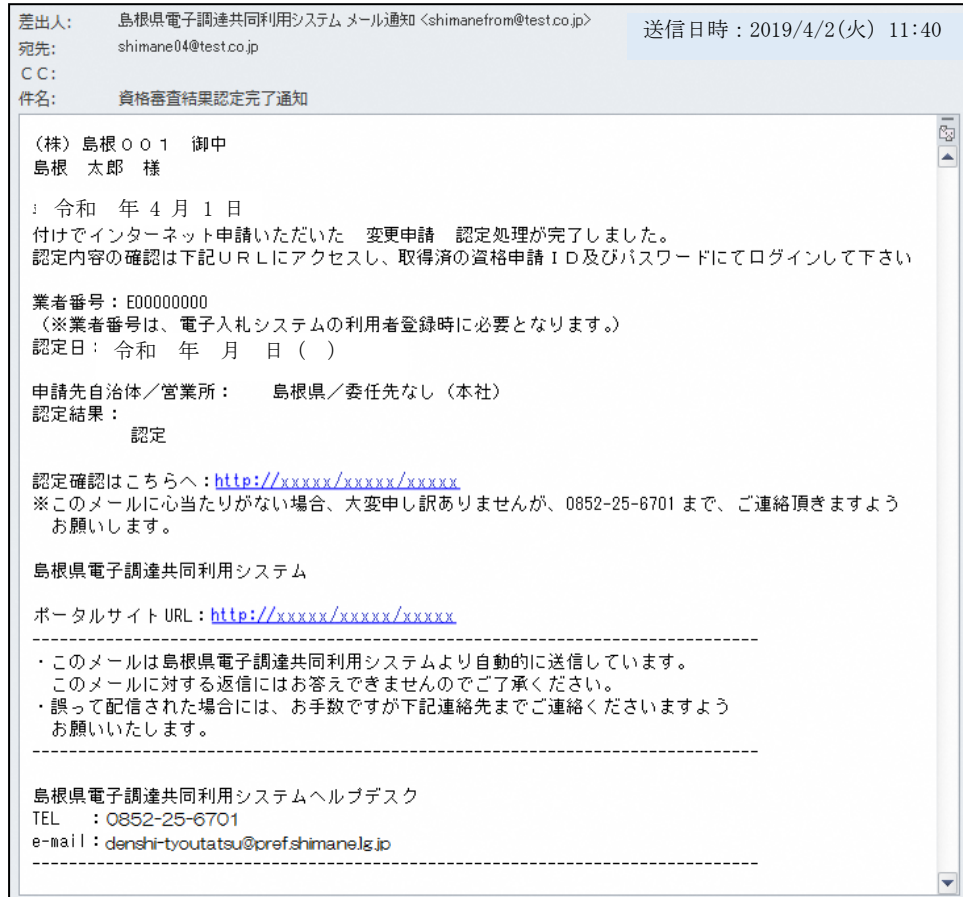 差出人: 島根県電子調達共同利用システム メール通知 <shimanefrom@test.co.jp>
送信日時：2019/4/2(火) 11:40
宛先: shimane04@test.co.jp
ＣＣ:
件名: 資格審査結果認定完了通知
（株）島根００１　御中
島根　太郎　様
令和　年 4 月 1 日
付けでインターネット申請いただいた　変更申請　認定処理が完了しました。
認定内容の確認は下記ＵＲＬにアクセスし、取得済の資格申請ＩＤ及びパスワードにてログインして下さい
業者番号：E00000000
（※業者番号は、電子入札システムの利用者登録時に必要となります。）
認定日： 令和　年　月　日（　）
申請先自治体／営業所：　　島根県／委任先なし（本社）
認定結果：
認定
認定確認はこちらへ：http://xxxxx/xxxxx/xxxxx
※このメールに心当たりがない場合、大変申し訳ありませんが、0852-25-6701 まで、ご連絡頂きますよう
お願いします。
島根県電子調達共同利用システム
ポータルサイト URL：http://xxxxx/xxxxx/xxxxx
--------------------------------------------------------------------------------
・このメールは島根県電子調達共同利用システムより自動的に送信しています。
このメールに対する返信にはお答えできませんのでご了承ください。
・誤って配信された場合には、お手数ですが下記連絡先までご連絡くださいますよう
お願いいたします。
--------------------------------------------------------------------------------
島根県電子調達共同利用システムヘルプデスク
TEL　：0852-25-6701
e-mail：denshi-tyoutatsu@pref.shimane.lg.jp
--------------------------------------------------------------------------------